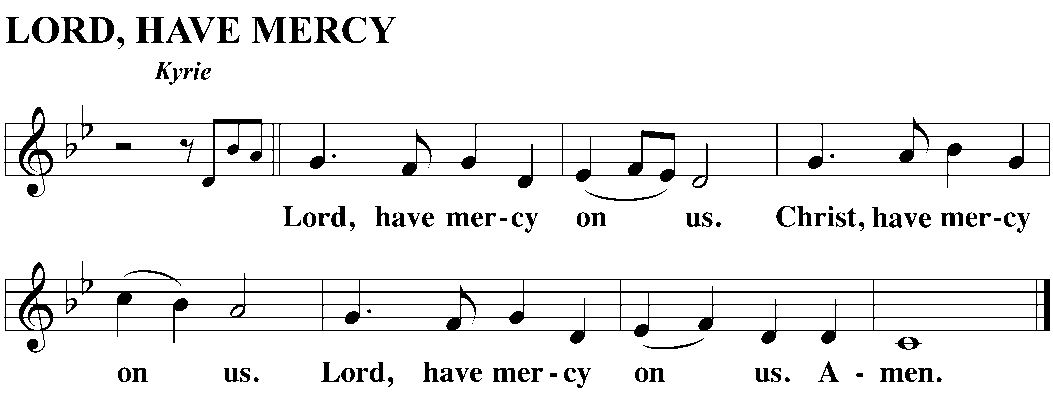 LORD, HAVE MERCY
Kyrie
Lord, have mer-cy on us. Christ, have mer-cy
on us. Lord, have mer-cy on us. A-men.